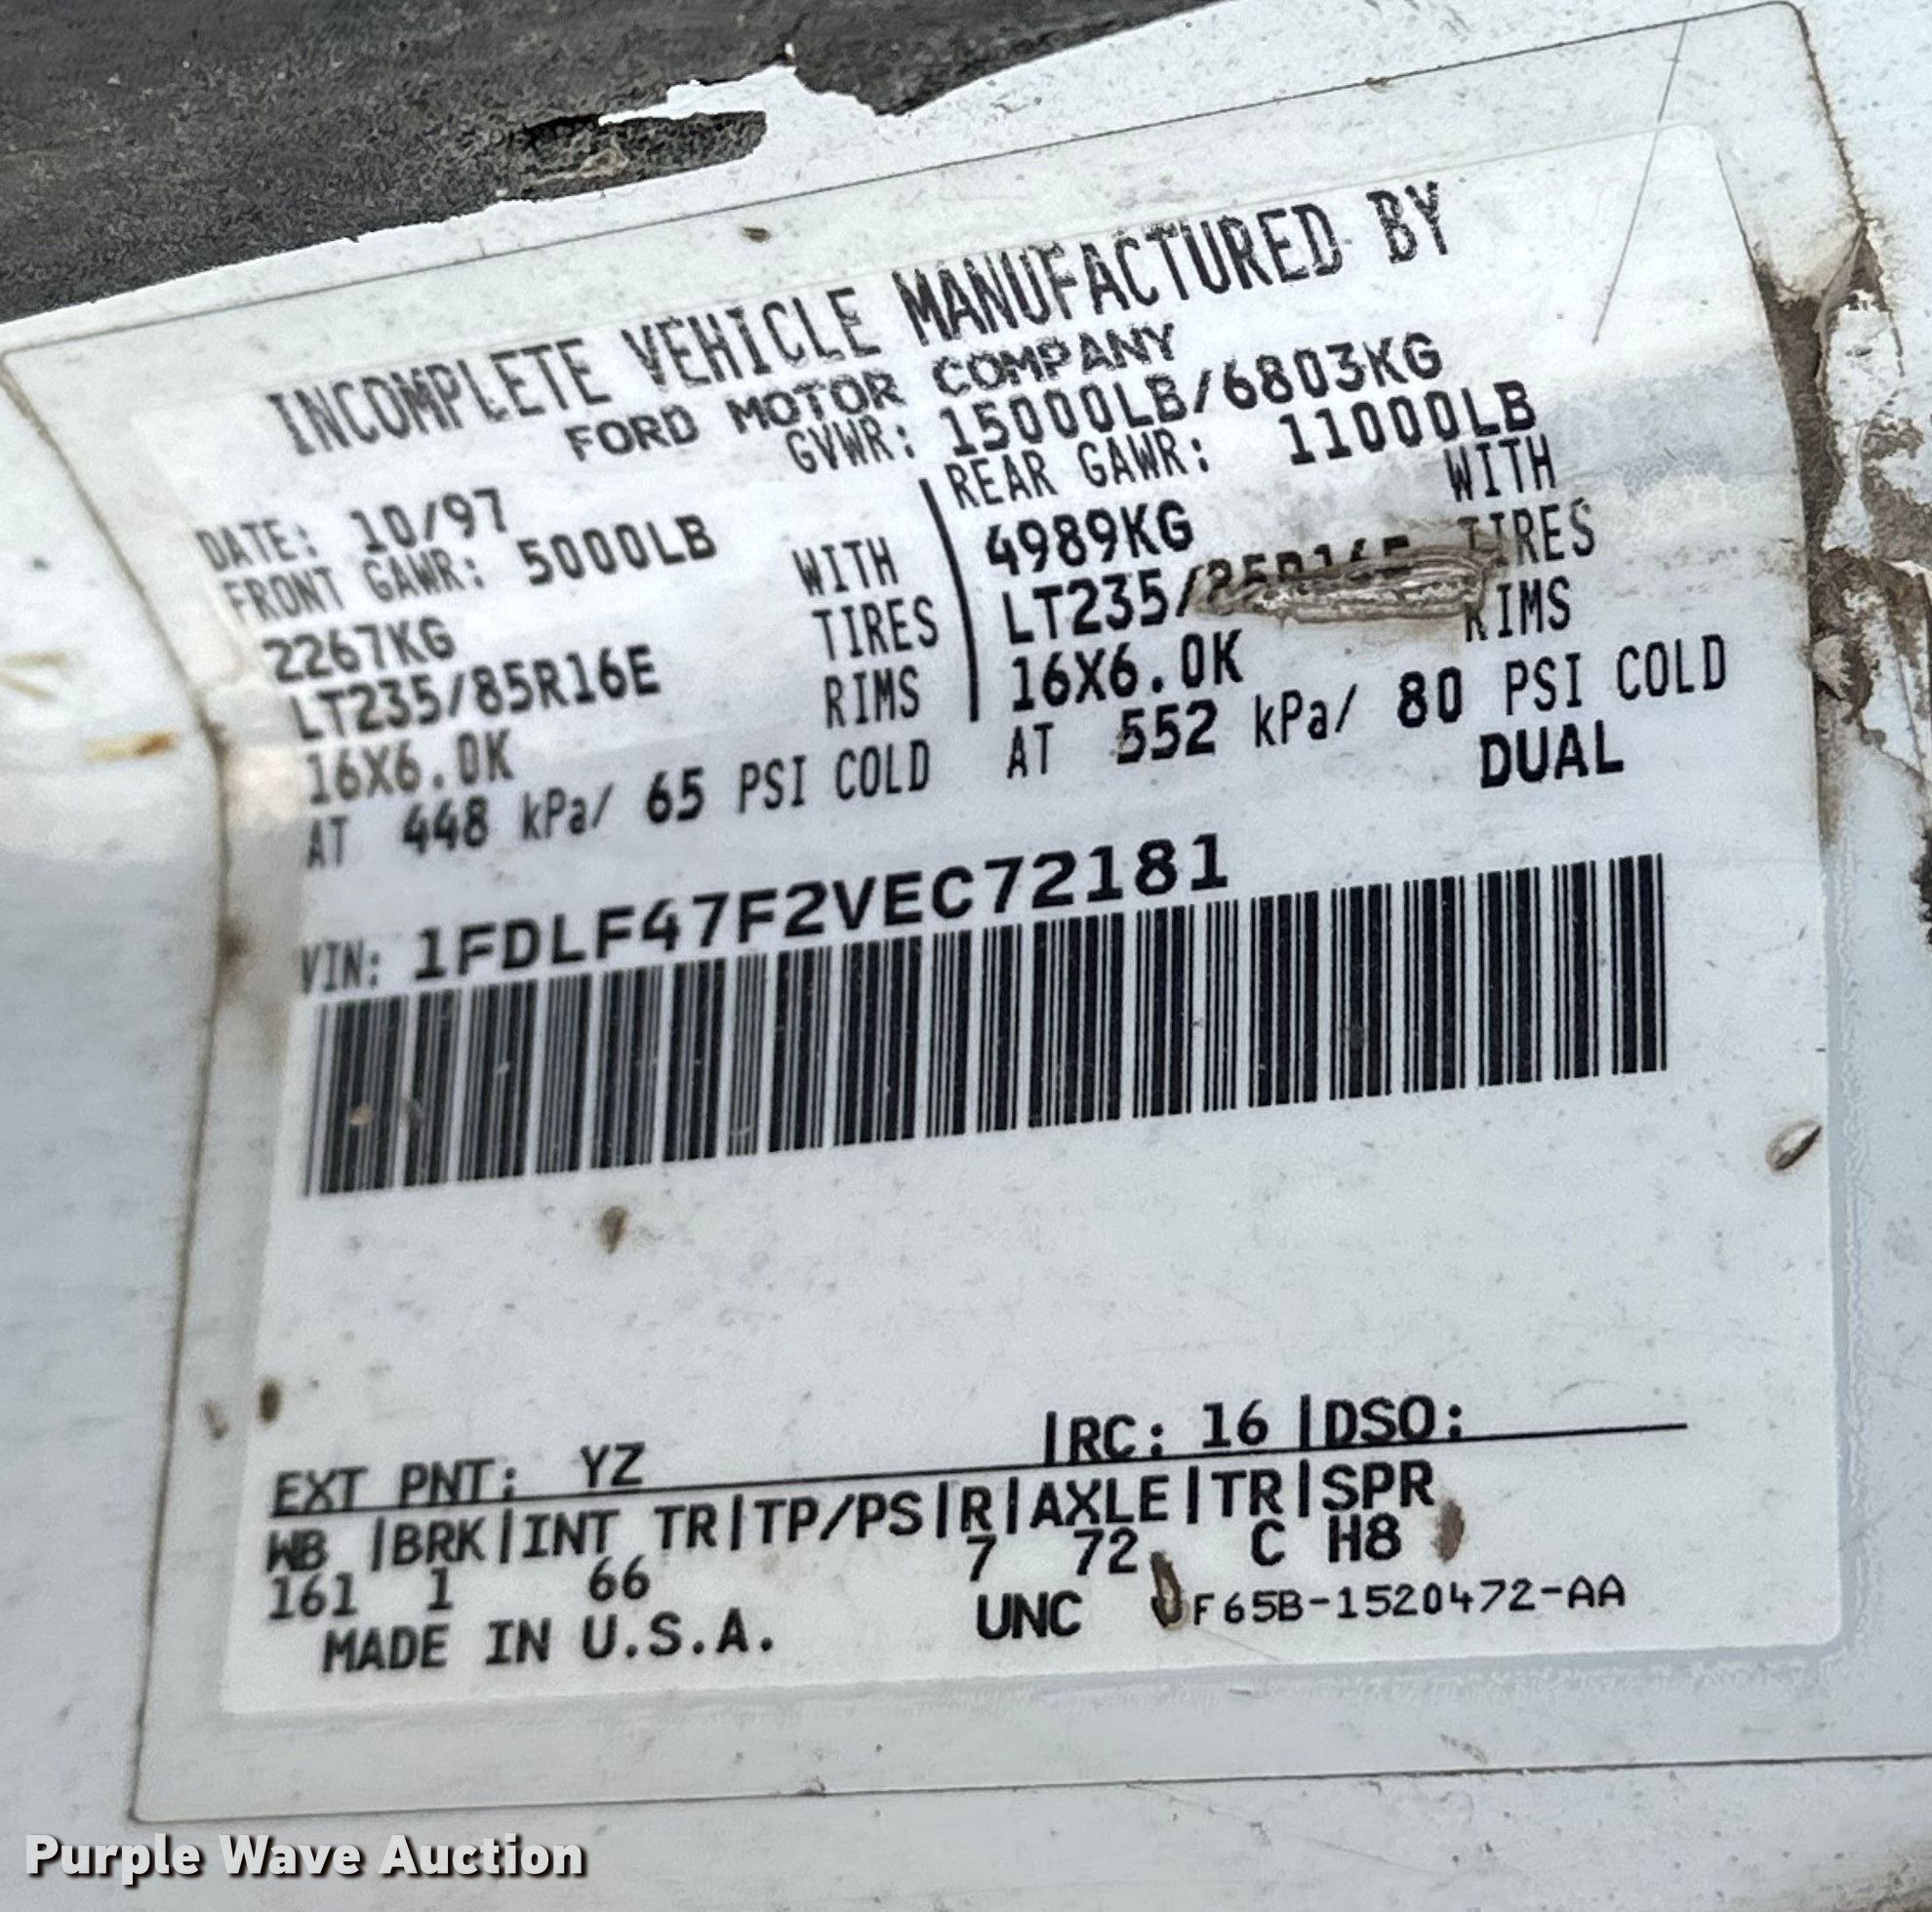 INCOMPLETE VEHICLE MANUFACTURED BY
FORD MOTOR COMPANY
DATE: 10/97 GVWR: 15000LB/6803KG
FRONT GAWR: 5000LB REAR GAWR: 11000LB
2267KG WITH 4989KG WITH
LT235/85R16E TIRES LT235/85R16E TIRES
16X6.0K RIMS 16X6.0K RIMS
AT 448 kPa/ 65 PSI COLD AT 552 kPa/ 80 PSI COLD
DUAL
VIN: 1FDLF47F2VEC72181
EXT PNT: YZ |RC: 16 |DSO:
WB |BRK|INT TR|TP/PS|R|AXLE|TR|SPR
161 1 66 7 72 C H8
MADE IN U.S.A. UNC F65B-1520472-AA
Purple Wave Auction